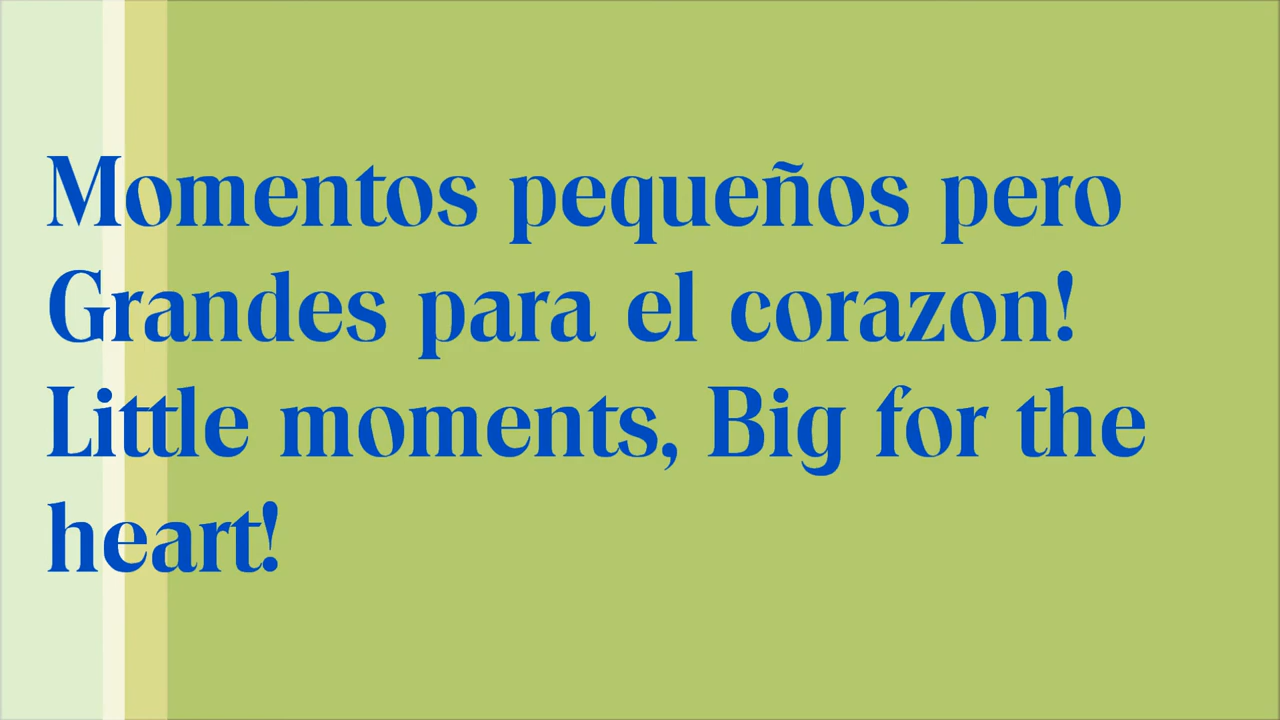 Momentos pequeños pero
Grandes para el corazon!
Little moments, Big for the
heart!